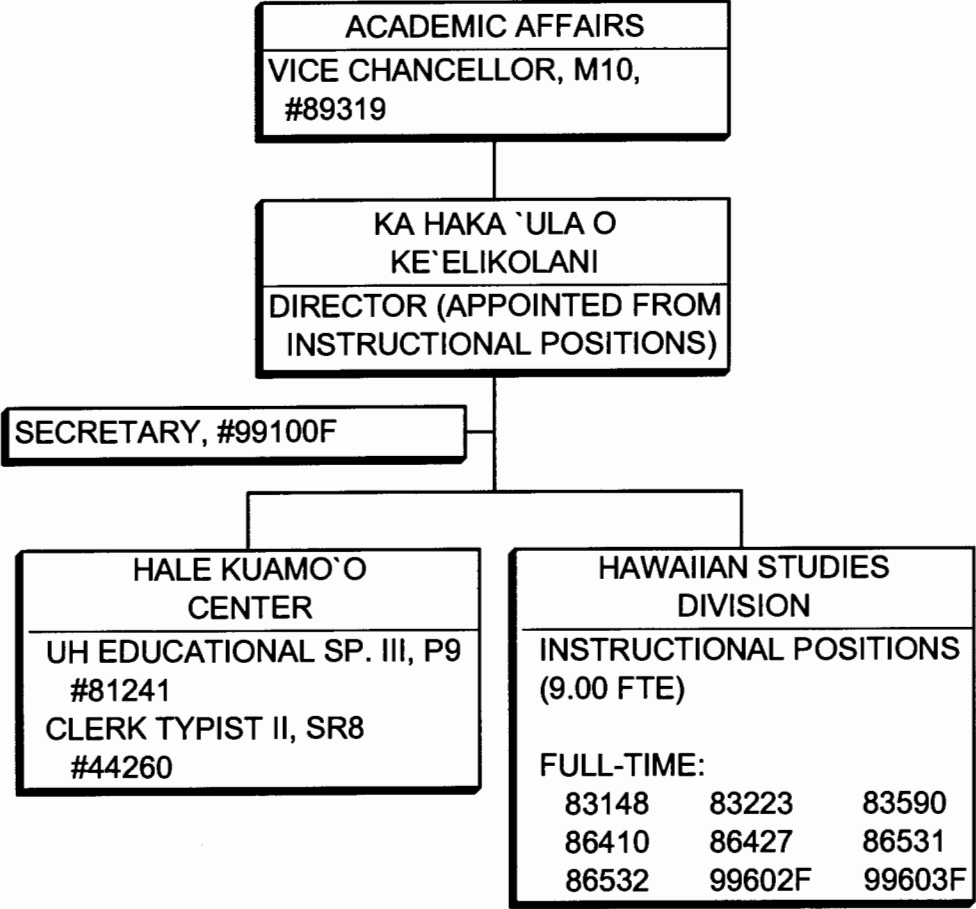 ACADEMIC AFFAIRS
VICE CHANCELLOR, M10,
#89319
KA HAKA `ULA O
KE`ELIKOLANI
DIRECTOR (APPOINTED FROM
INSTRUCTIONAL POSITIONS)
SECRETARY, #99100F
HALE KUAMO`O
CENTER
UH EDUCATIONAL SP. III, P9
#81241
CLERK TYPIST II, SR8
#44260
HAWAIIAN STUDIES
DIVISION
INSTRUCTIONAL POSITIONS
(9.00 FTE)
FULL-TIME:
83148 83223 83590
86410 86427 86531
86532 99602F 99603F